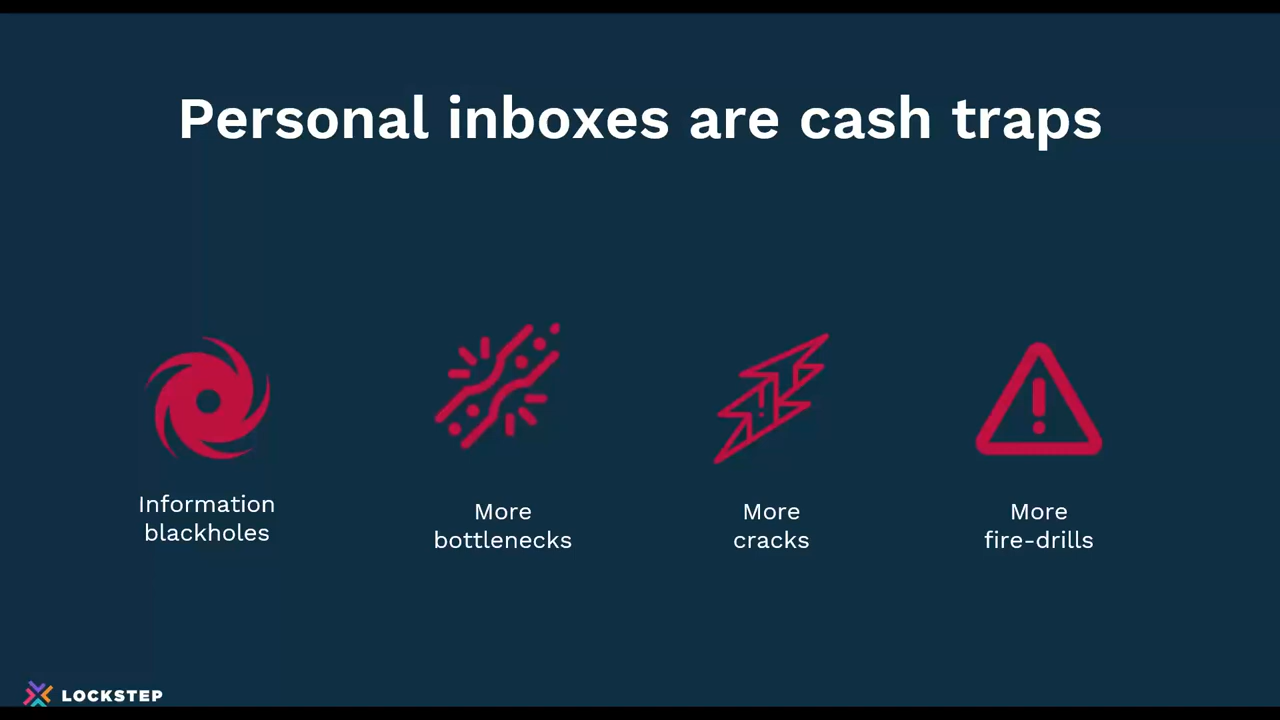 Personal inboxes are cash traps
Information
blackholes
More
bottlenecks
More
cracks
More
fire-drills
LOCKSTEP